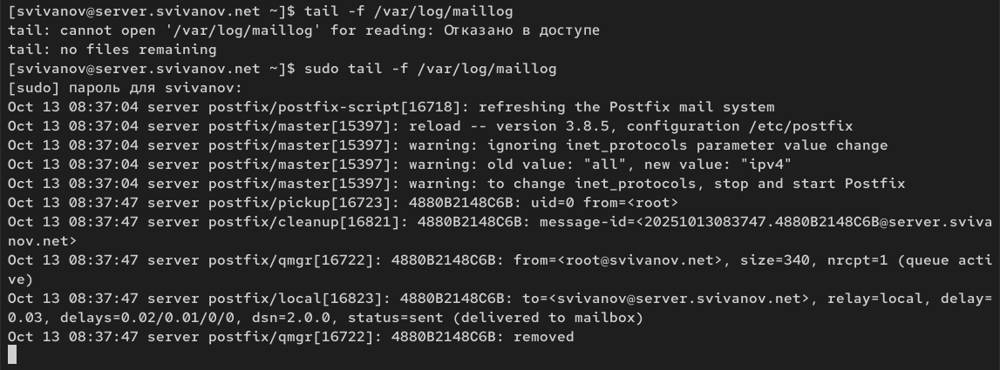 [svivanov@server.svivanov.net ~]$ tail -f /var/log/maillog
tail: cannot open '/var/log/maillog' for reading: Отказано в доступе
tail: no files remaining
[svivanov@server.svivanov.net ~]$ sudo tail -f /var/log/maillog
[sudo] пароль для svivanov:
Oct 13 08:37:04 server postfix/postfix-script[16718]: refreshing the Postfix mail system
Oct 13 08:37:04 server postfix/master[15397]: reload -- version 3.8.5, configuration /etc/postfix
Oct 13 08:37:04 server postfix/master[15397]: warning: ignoring inet_protocols parameter value change
Oct 13 08:37:04 server postfix/master[15397]: warning: old value: "all", new value: "ipv4"
Oct 13 08:37:04 server postfix/master[15397]: warning: to change inet_protocols, stop and start Postfix
Oct 13 08:37:47 server postfix/pickup[16723]: 4880B2148C6B: uid=0 from=<root>
Oct 13 08:37:47 server postfix/cleanup[16821]: 4880B2148C6B: message-id=<20251013083747.4880B2148C6B@server.sviva
nov.net>
Oct 13 08:37:47 server postfix/qmgr[16722]: 4880B2148C6B: from=<root@svivanov.net>, size=340, nrcpt=1 (queue acti
ve)
Oct 13 08:37:47 server postfix/local[16823]: 4880B2148C6B: to=<svivanov@server.svivanov.net>, relay=local, delay=
0.03, delays=0.02/0.01/0/0, dsn=2.0.0, status=sent (delivered to mailbox)
Oct 13 08:37:47 server postfix/qmgr[16722]: 4880B2148C6B: removed